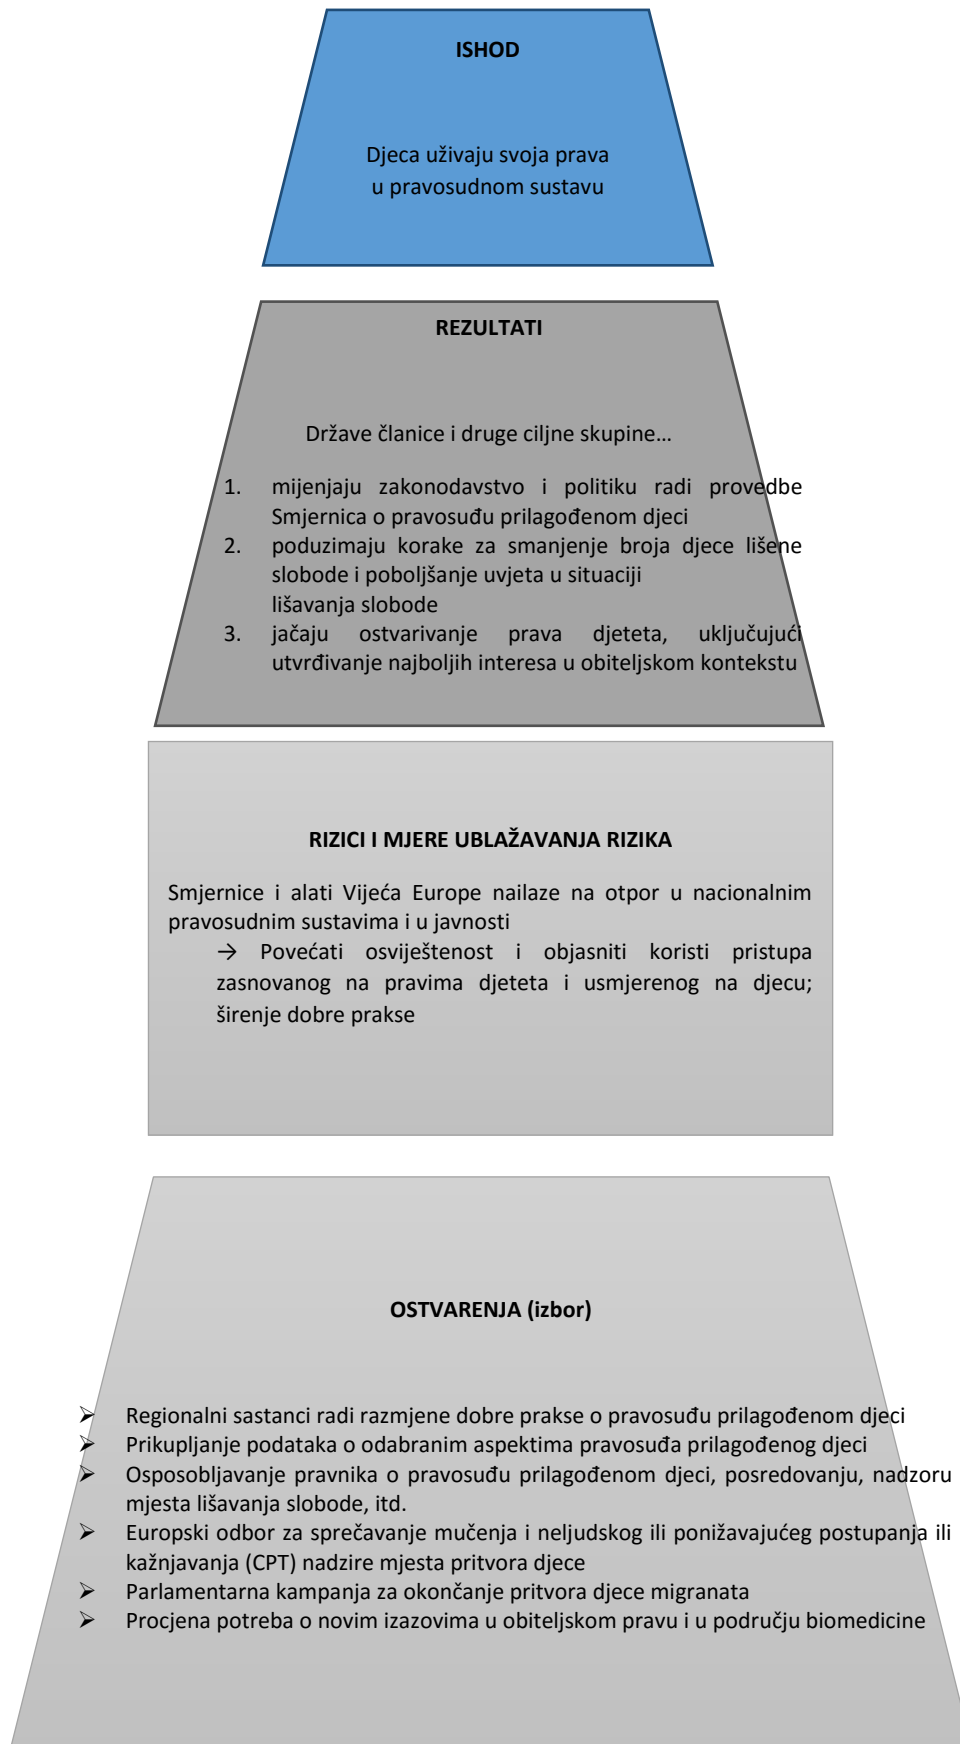 ISHOD
Djeca uživaju svoja prava
u pravosudnom sustavu
REZULTATI
Države članice i druge ciljne skupine…
1. mijenjaju zakonodavstvo i politiku radi provedbe
Smjernica o pravosuđu prilagođenom djeci
2. poduzimaju korake za smanjenje broja djece lišene
slobode i poboljšanje uvjeta u situaciji
lišavanja slobode
3. jačaju ostvarivanje prava djeteta, uključujući
utvrđivanje najboljih interesa u obiteljskom kontekstu
RIZICI I MJERE UBLAŽAVANJA RIZIKA
Smjernice i alati Vijeća Europe nailaze na otpor u nacionalnim
pravosudnim sustavima i u javnosti
→ Povećati osviještenost i objasniti koristi pristupa
zasnovanog na pravima djeteta i usmjerenog na djecu;
širenje dobre prakse
OSTVARENJA (izbor)
➢ Regionalni sastanci radi razmjene dobre prakse o pravosuđu prilagođenom djeci
➢ Prikupljanje podataka o odabranim aspektima pravosuđa prilagođenog djeci
➢ Osposobljavanje pravnika o pravosuđu prilagođenom djeci, posredovanju, nadzoru
mjesta lišavanja slobode, itd.
➢ Europski odbor za sprečavanje mučenja i neljudskog ili ponižavajućeg postupanja ili
kažnjavanja (CPT) nadzire mjesta pritvora djece
➢ Parlamentarna kampanja za okončanje pritvora djece migranata
➢ Procjena potreba o novim izazovima u obiteljskom pravu i u području biomedicine